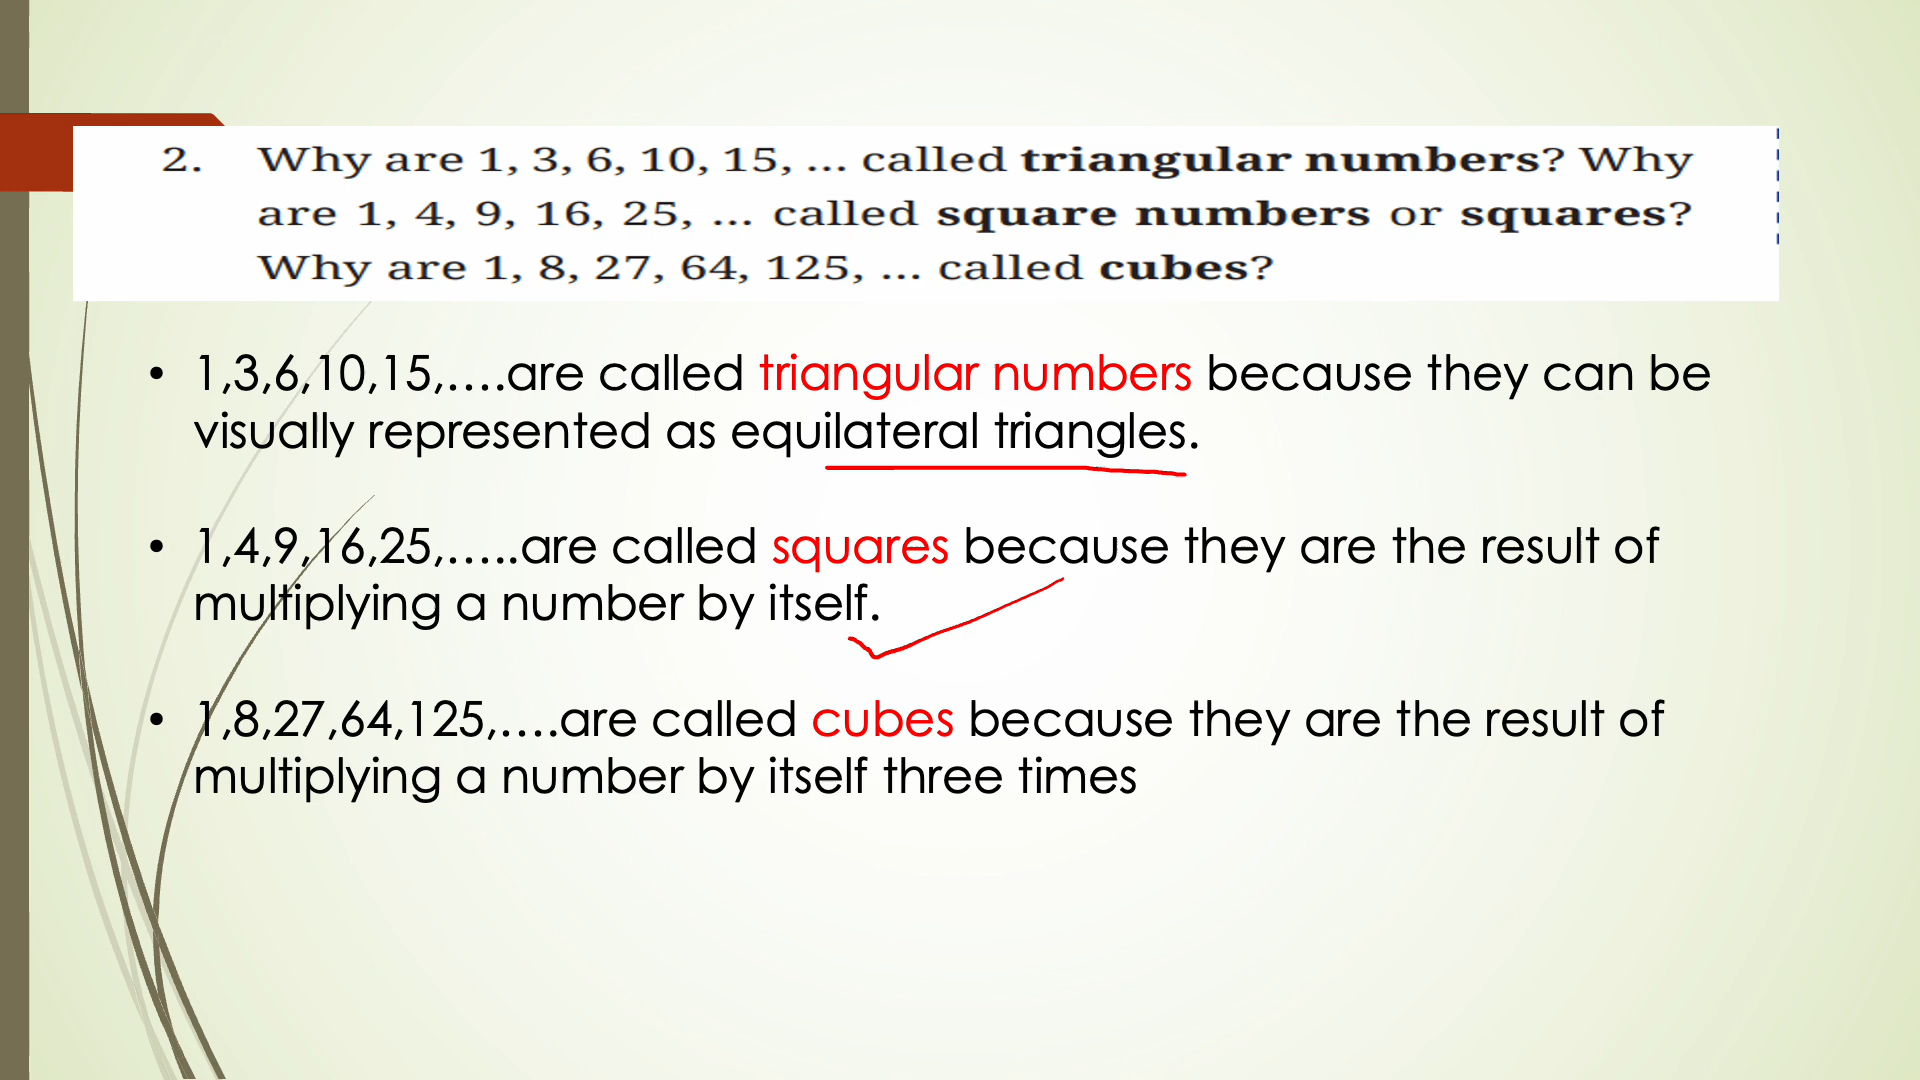 2. Why are 1, 3, 6, 10, 15, ... called triangular numbers? Why
are 1, 4, 9, 16, 25, ... called square numbers or squares?
Why are 1, 8, 27, 64, 125, ... called cubes?
• 1,3,6,10,15,....are called triangular numbers because they can be
visually represented as equilateral triangles.
• 1,4,9,16,25,.....are called squares because they are the result of
multiplying a number by itself.
• 1,8,27,64,125,....are called cubes because they are the result of
multiplying a number by itself three times